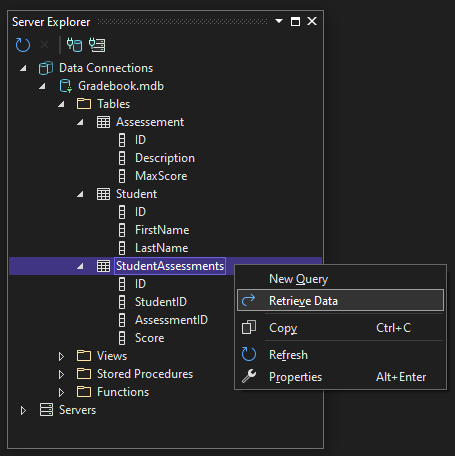 Server Explorer
Data Connections
Gradebook.mdb
Tables
Assessement
ID
Description
MaxScore
Student
ID
FirstName
LastName
StudentAssessments
ID
StudentID
AssessmentID
Score
Views
Stored Procedures
Functions
Servers
New Query
Retrieve Data
Copy Ctrl+C
Refresh
Properties Alt+Enter